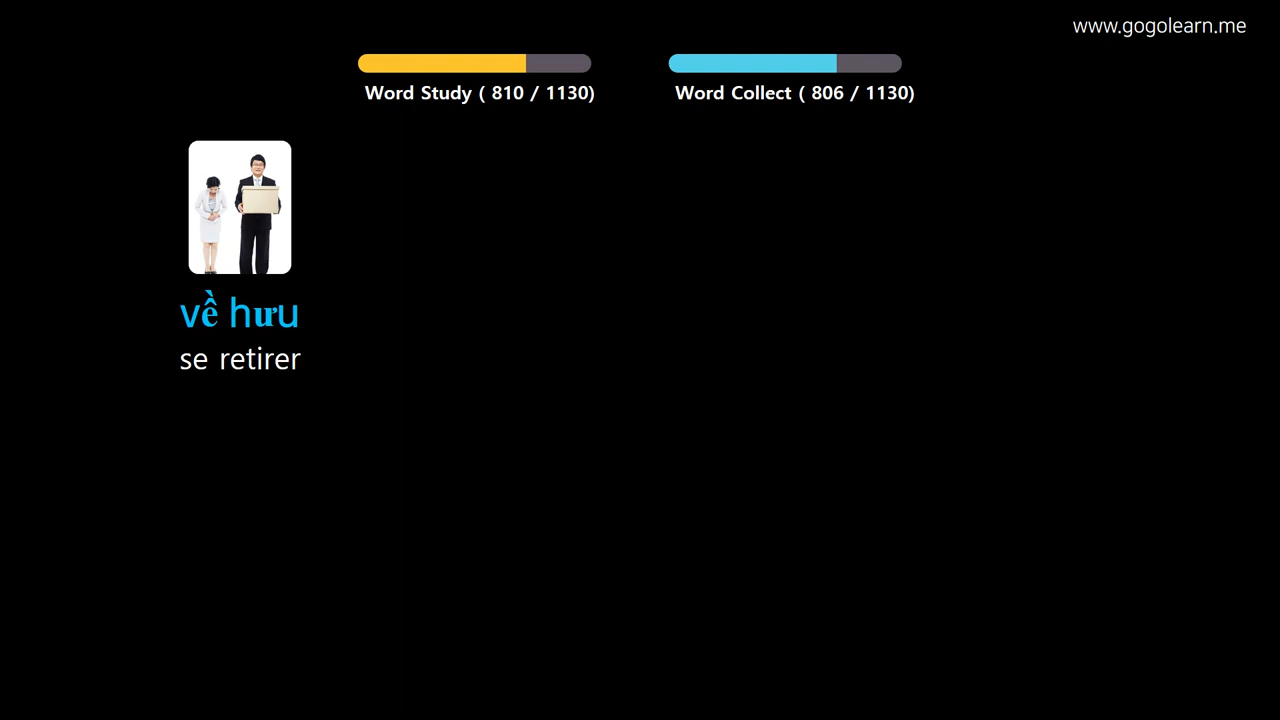 www.gogolearn.me
Word Study ( 810 / 1130)
Word Collect ( 806 / 1130)
về hưu
se retirer